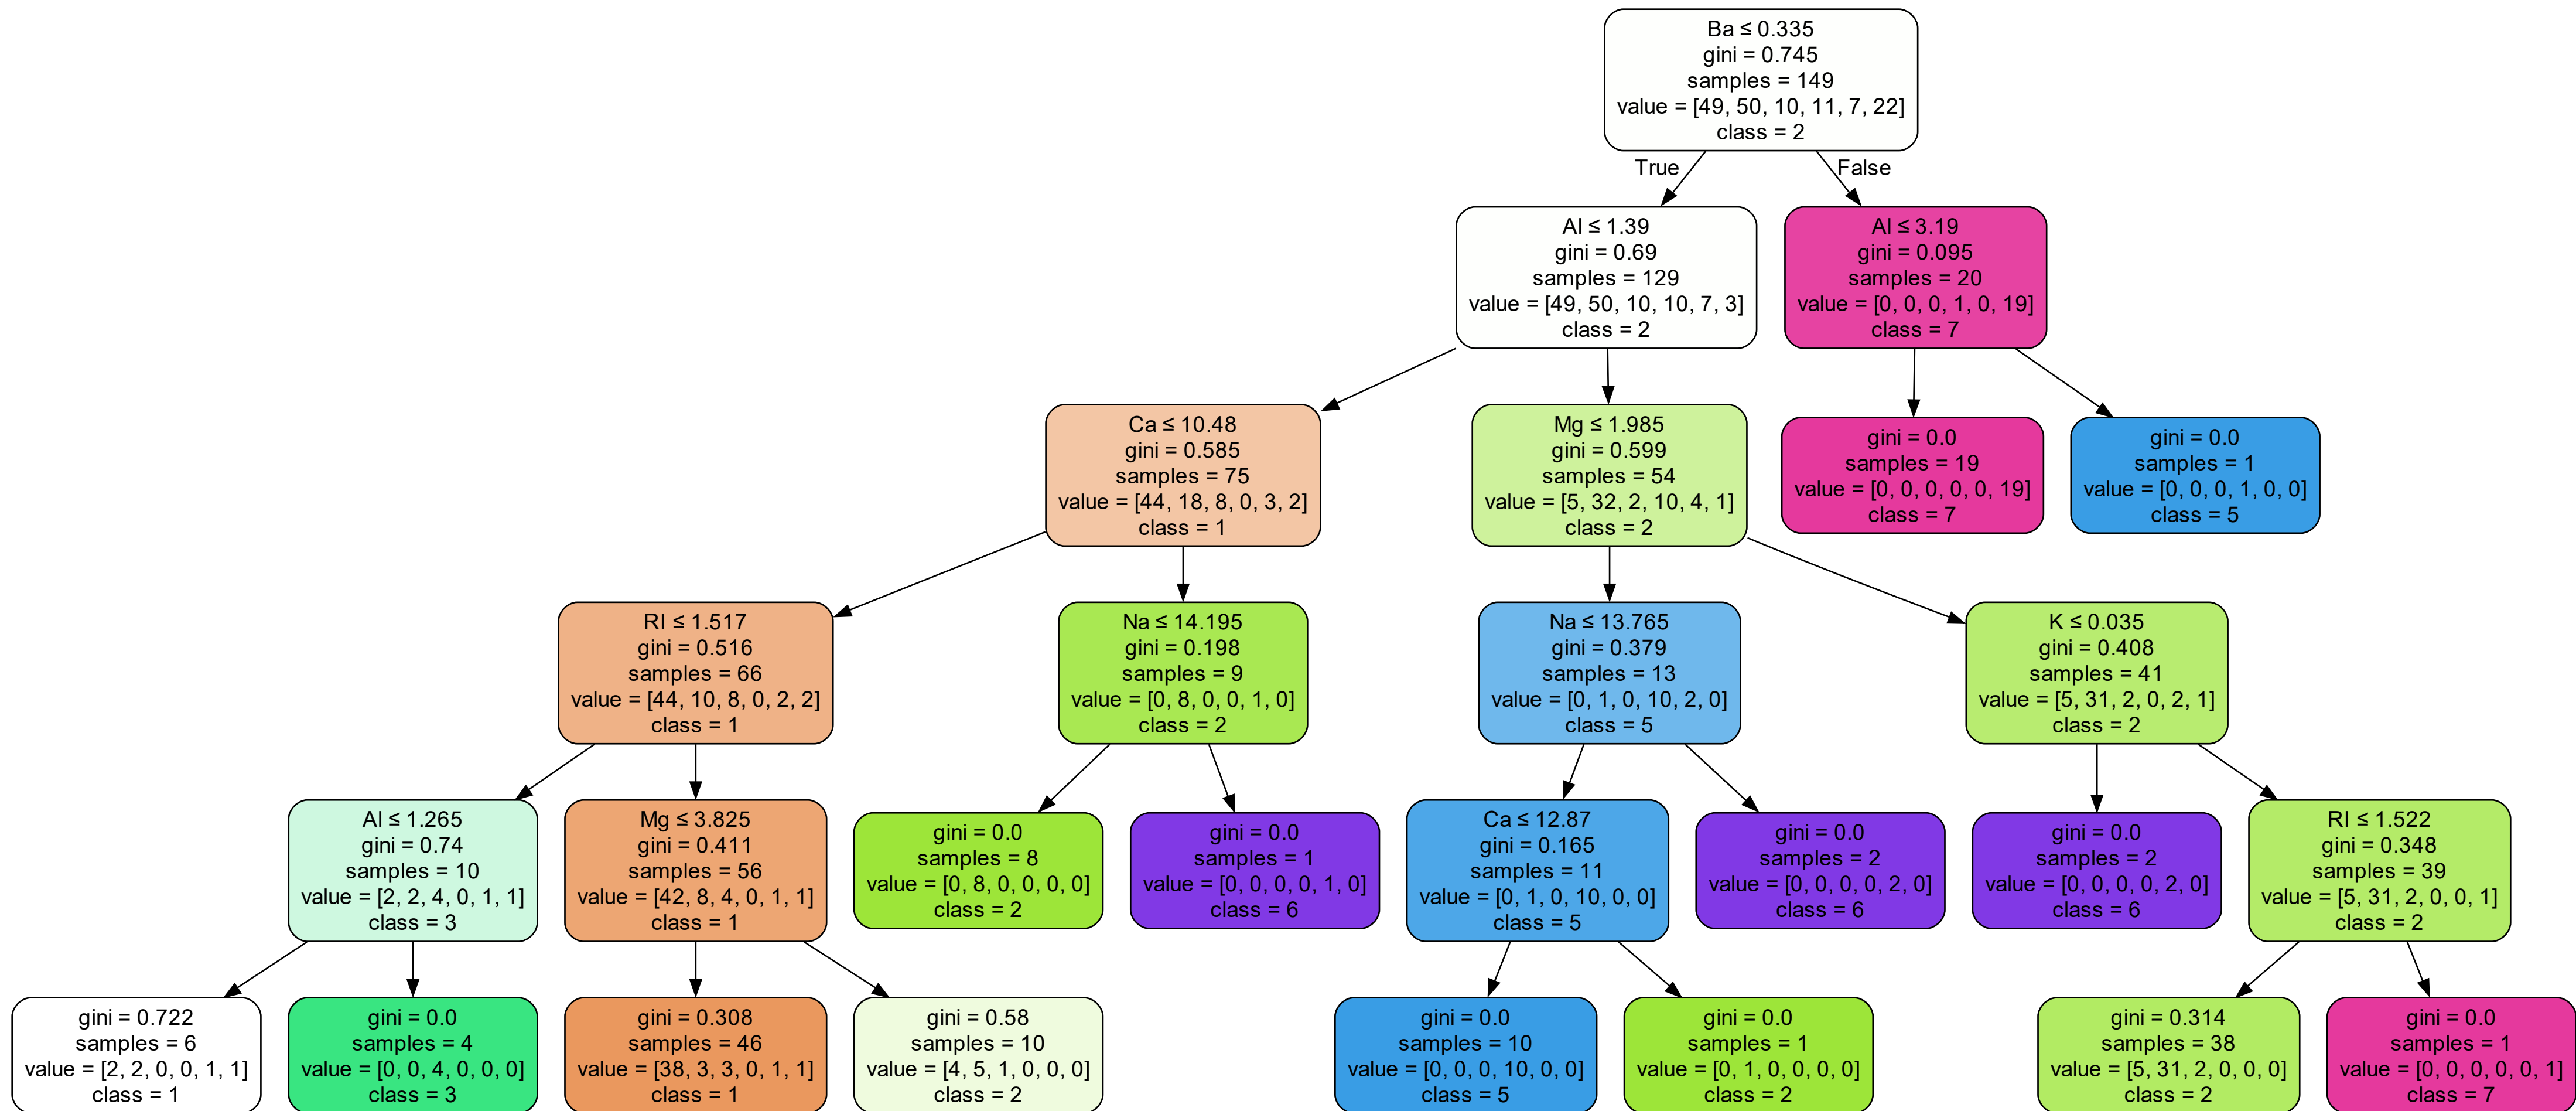 Ba ≤ 0.335
gini = 0.745
samples = 149
value = [49, 50, 10, 11, 7, 22]
class = 2
True
False
Al ≤ 1.39
gini = 0.69
samples = 129
value = [49, 50, 10, 10, 7, 3]
class = 2
Al ≤ 3.19
gini = 0.095
samples = 20
value = [0, 0, 0, 1, 0, 19]
class = 7
Ca ≤ 10.48
gini = 0.585
samples = 75
value = [44, 18, 8, 0, 3, 2]
class = 1
Mg ≤ 1.985
gini = 0.599
samples = 54
value = [5, 32, 2, 10, 4, 1]
class = 2
gini = 0.0
samples = 19
value = [0, 0, 0, 0, 0, 19]
class = 7
gini = 0.0
samples = 1
value = [0, 0, 0, 1, 0, 0]
class = 5
RI ≤ 1.517
gini = 0.516
samples = 66
value = [44, 10, 8, 0, 2, 2]
class = 1
Na ≤ 14.195
gini = 0.198
samples = 9
value = [0, 8, 0, 0, 1, 0]
class = 2
Na ≤ 13.765
gini = 0.379
samples = 13
value = [0, 1, 0, 10, 2, 0]
class = 5
K ≤ 0.035
gini = 0.408
samples = 41
value = [5, 31, 2, 0, 2, 1]
class = 2
Al ≤ 1.265
gini = 0.74
samples = 10
value = [2, 2, 4, 0, 1, 1]
class = 3
Mg ≤ 3.825
gini = 0.411
samples = 56
value = [42, 8, 4, 0, 1, 1]
class = 1
gini = 0.0
samples = 8
value = [0, 8, 0, 0, 0, 0]
class = 2
gini = 0.0
samples = 1
value = [0, 0, 0, 0, 1, 0]
class = 6
Ca ≤ 12.87
gini = 0.165
samples = 11
value = [0, 1, 0, 10, 0, 0]
class = 5
gini = 0.0
samples = 2
value = [0, 0, 0, 0, 2, 0]
class = 6
gini = 0.0
samples = 2
value = [0, 0, 0, 0, 2, 0]
class = 6
RI ≤ 1.522
gini = 0.348
samples = 39
value = [5, 31, 2, 0, 0, 1]
class = 2
gini = 0.722
samples = 6
value = [2, 2, 0, 0, 1, 1]
class = 1
gini = 0.0
samples = 4
value = [0, 0, 4, 0, 0, 0]
class = 3
gini = 0.308
samples = 46
value = [38, 3, 3, 0, 1, 1]
class = 1
gini = 0.58
samples = 10
value = [4, 5, 1, 0, 0, 0]
class = 2
gini = 0.0
samples = 10
value = [0, 0, 0, 10, 0, 0]
class = 5
gini = 0.0
samples = 1
value = [0, 1, 0, 0, 0, 0]
class = 2
gini = 0.314
samples = 38
value = [5, 31, 2, 0, 0, 0]
class = 2
gini = 0.0
samples = 1
value = [0, 0, 0, 0, 0, 1]
class = 7